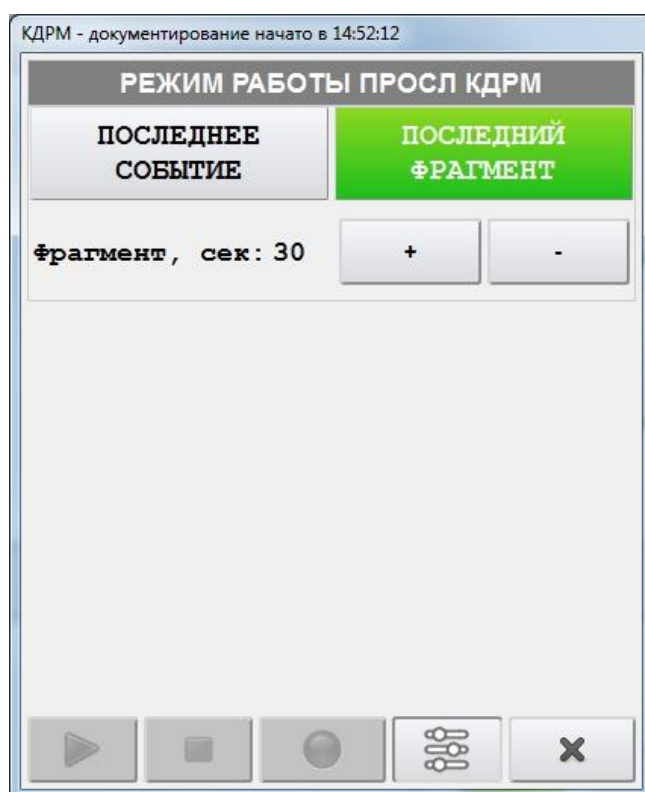 КДРМ - документирование начато в 14:52:12
РЕЖИМ РАБОТЫ ПРОСЛ КДРМ
ПОСЛЕДНЕЕ
СОБЫТИЕ
ПОСЛЕДНИЙ
ФРАГМЕНТ
Фрагмент, сек: 30
+
-